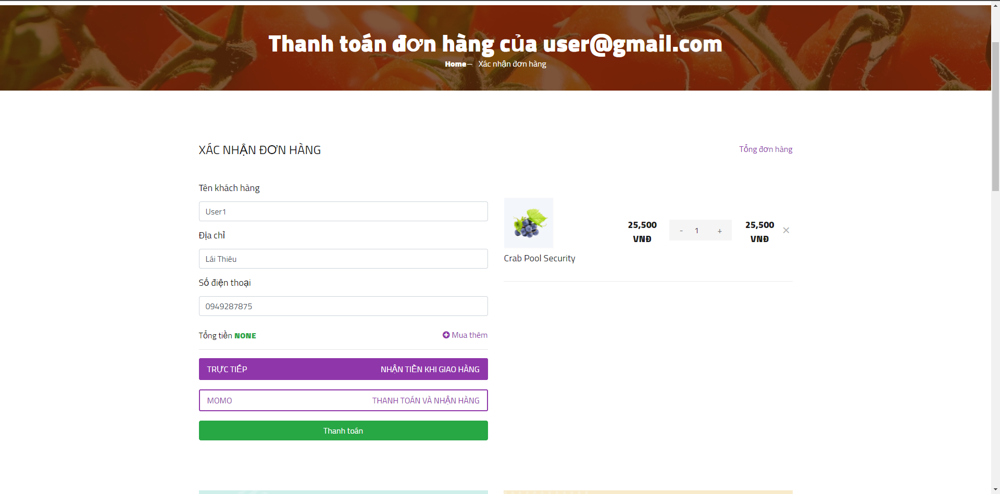 Thanh toán đơn hàng của user@gmail.com
Home— Xác nhận đơn hàng
XÁC NHẬN ĐƠN HÀNG
Tổng đơn hàng
Tên khách hàng
User1
Địa chỉ
Lái Thiêu
Số điện thoại
0949287875
Tổng tiền NONE
Mua thêm
TRỰC TIẾP NHẬN TIỀN KHI GIAO HÀNG
MOMO THANH TOÁN VÀ NHẬN HÀNG
Thanh toán
25,500
VNĐ
- 1 +
25,500
VNĐ
×
Crab Pool Security